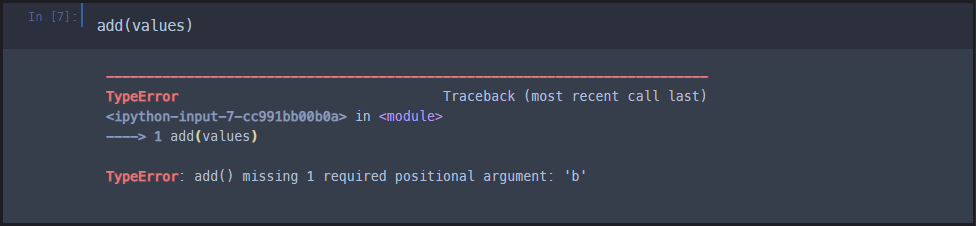 In [7]:
add(values)
TypeError Traceback (most recent call last)
<ipython-input-7-cc991bb00b0a> in <module>
----> 1 add(values)
TypeError: add() missing 1 required positional argument: 'b'